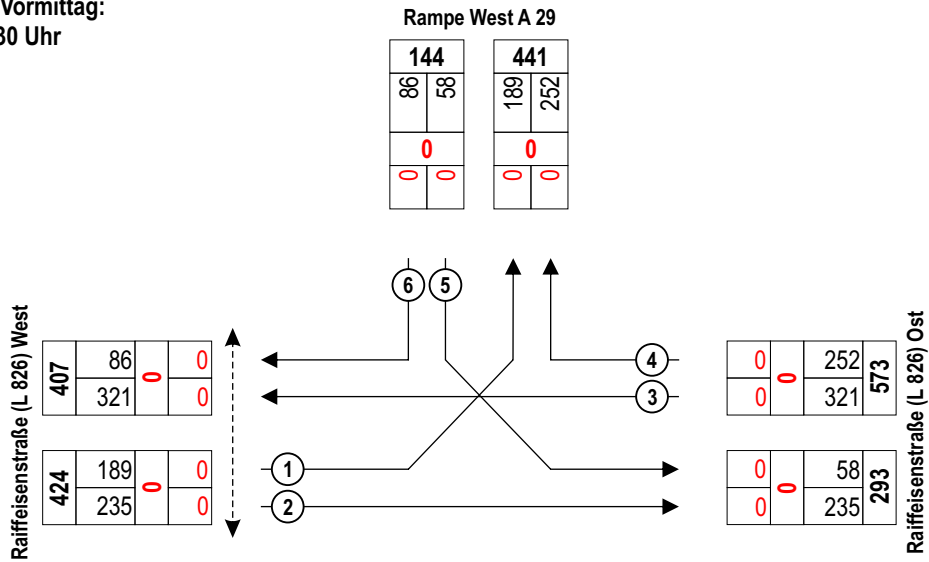 Vormittag:
30 Uhr
Rampe West A 29
144 441
86 58 189 252
0 0
0 0 0 0
6 5
Raiffeisenstraße (L 826) West
407 86 0 0
321 0
4
3
0 0 252 573
0 321
Raiffeisenstraße (L 826) Ost
424 189 0 0
235 0
1
2
0 0 58 293
0 235